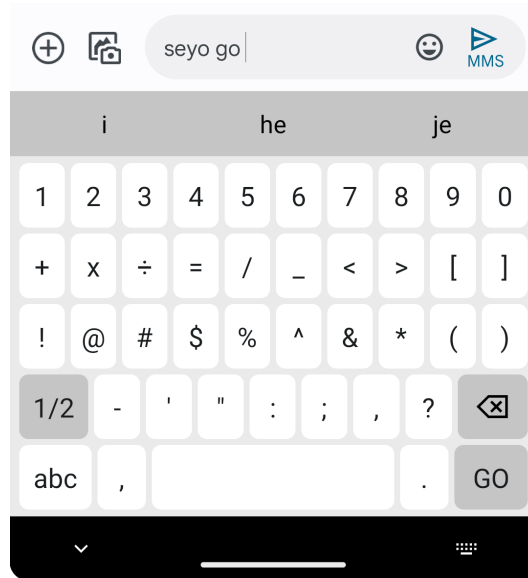 seyo go
MMS
i he je
1 2 3 4 5 6 7 8 9 0
+ x ÷ = / _ < > [ ]
! @ # $ % ^ & * ( )
1/2 - ' " : ; , ?
abc , . GO